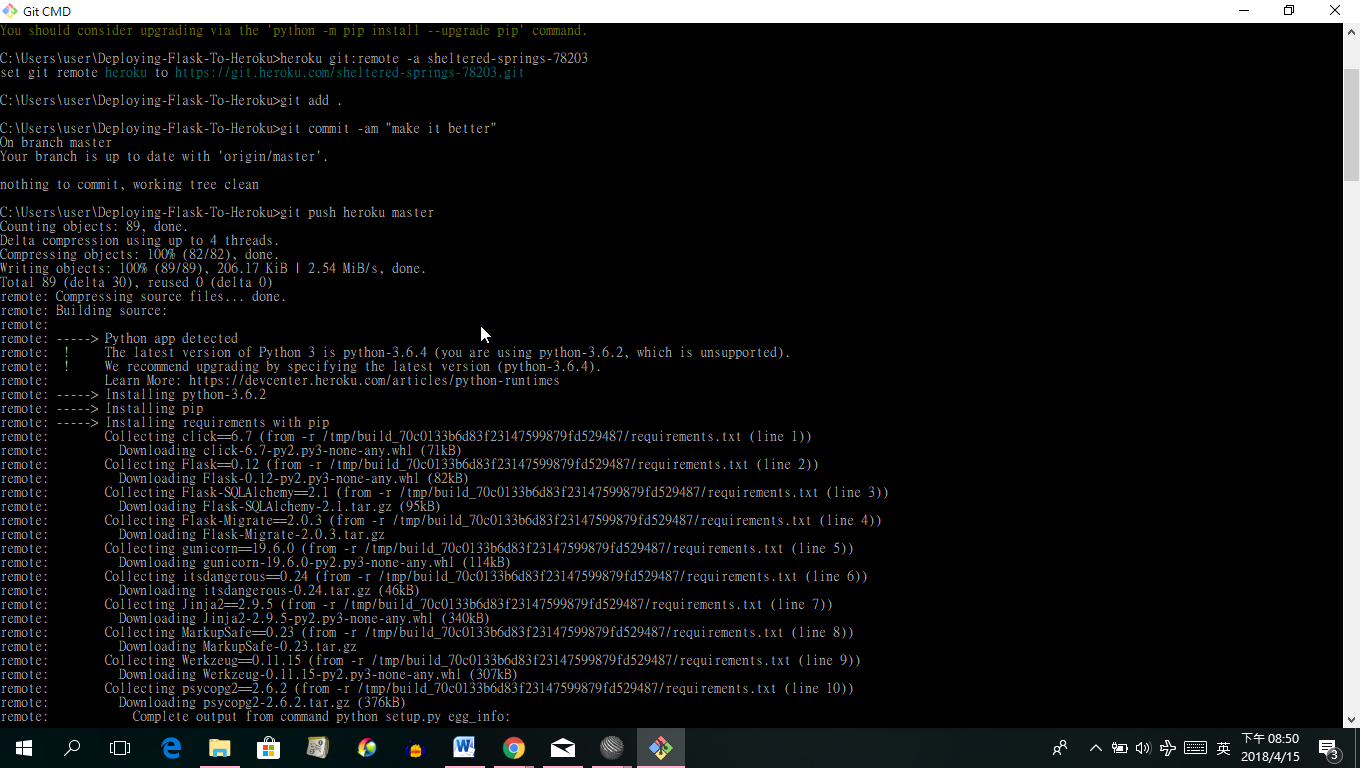 Git CMD
You should consider upgrading via the 'python -m pip install --upgrade pip' command.
C:\Users\user\Deploying-Flask-To-Heroku>heroku git:remote -a sheltered-springs-78203
set git remote heroku to https://git.heroku.com/sheltered-springs-78203.git
C:\Users\user\Deploying-Flask-To-Heroku>git add .
C:\Users\user\Deploying-Flask-To-Heroku>git commit -am "make it better"
On branch master
Your branch is up to date with 'origin/master'.
nothing to commit, working tree clean
C:\Users\user\Deploying-Flask-To-Heroku>git push heroku master
Counting objects: 89, done.
Delta compression using up to 4 threads.
Compressing objects: 100% (82/82), done.
Writing objects: 100% (89/89), 206.17 KiB | 2.54 MiB/s, done.
Total 89 (delta 30), reused 0 (delta 0)
remote: Compressing source files... done.
remote: Building source:
remote:
remote: -----> Python app detected
remote:  !     The latest version of Python 3 is python-3.6.4 (you are using python-3.6.2, which is unsupported).
remote:  !     We recommend upgrading by specifying the latest version (python-3.6.4).
remote:        Learn More: https://devcenter.heroku.com/articles/python-runtimes
remote: -----> Installing python-3.6.2
remote: -----> Installing pip
remote: -----> Installing requirements with pip
remote:        Collecting click==6.7 (from -r /tmp/build_70c0133b6d83f23147599879fd529487/requirements.txt (line 1))
remote:          Downloading click-6.7-py2.py3-none-any.whl (71kB)
remote:        Collecting Flask==0.12 (from -r /tmp/build_70c0133b6d83f23147599879fd529487/requirements.txt (line 2))
remote:          Downloading Flask-0.12-py2.py3-none-any.whl (82kB)
remote:        Collecting Flask-SQLAlchemy==2.1 (from -r /tmp/build_70c0133b6d83f23147599879fd529487/requirements.txt (line 3))
remote:          Downloading Flask-SQLAlchemy-2.1.tar.gz (95kB)
remote:        Collecting Flask-Migrate==2.0.3 (from -r /tmp/build_70c0133b6d83f23147599879fd529487/requirements.txt (line 4))
remote:          Downloading Flask-Migrate-2.0.3.tar.gz
remote:        Collecting gunicorn==19.6.0 (from -r /tmp/build_70c0133b6d83f23147599879fd529487/requirements.txt (line 5))
remote:          Downloading gunicorn-19.6.0-py2.py3-none-any.whl (114kB)
remote:        Collecting itsdangerous==0.24 (from -r /tmp/build_70c0133b6d83f23147599879fd529487/requirements.txt (line 6))
remote:          Downloading itsdangerous-0.24.tar.gz (46kB)
remote:        Collecting Jinja2==2.9.5 (from -r /tmp/build_70c0133b6d83f23147599879fd529487/requirements.txt (line 7))
remote:          Downloading Jinja2-2.9.5-py2.py3-none-any.whl (340kB)
remote:        Collecting MarkupSafe==0.23 (from -r /tmp/build_70c0133b6d83f23147599879fd529487/requirements.txt (line 8))
remote:          Downloading MarkupSafe-0.23.tar.gz
remote:        Collecting Werkzeug==0.11.15 (from -r /tmp/build_70c0133b6d83f23147599879fd529487/requirements.txt (line 9))
remote:          Downloading Werkzeug-0.11.15-py2.py3-none-any.whl (307kB)
remote:        Collecting psycopg2==2.6.2 (from -r /tmp/build_70c0133b6d83f23147599879fd529487/requirements.txt (line 10))
remote:          Downloading psycopg2-2.6.2.tar.gz (376kB)
remote:            Complete output from command python setup.py egg_info:
英
下午 08:50
2018/4/15
3